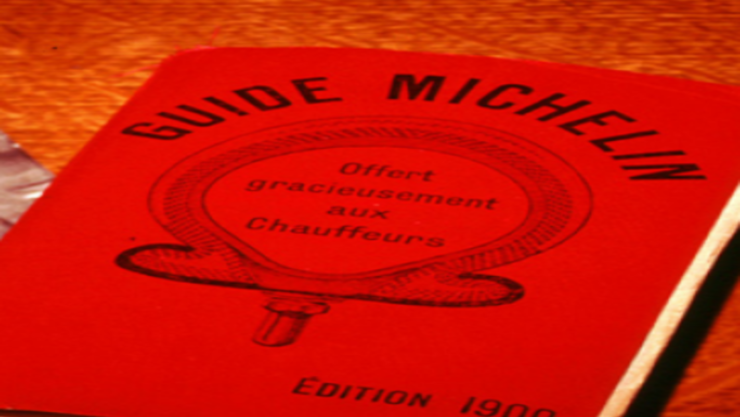 GUIDE MICHELIN
Offert
gracieusement
aux
Chauffeurs
ÉDITION 1900